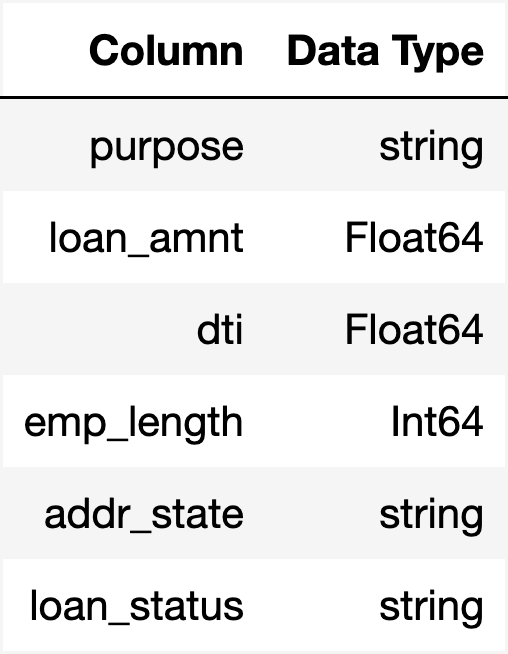 Column Data Type
purpose string
loan_amnt Float64
dti Float64
emp_length Int64
addr_state string
loan_status string